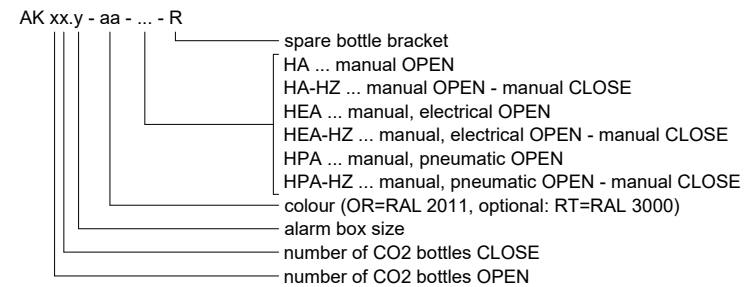 AK xx.y - aa - ... - R
spare bottle bracket
HA ... manual OPEN
HA-HZ ... manual OPEN - manual CLOSE
HEA ... manual, electrical OPEN
HEA-HZ ... manual, electrical OPEN - manual CLOSE
HPA ... manual, pneumatic OPEN
HPA-HZ ... manual, pneumatic OPEN - manual CLOSE
colour (OR=RAL 2011, optional: RT=RAL 3000)
alarm box size
number of CO2 bottles CLOSE
number of CO2 bottles OPEN